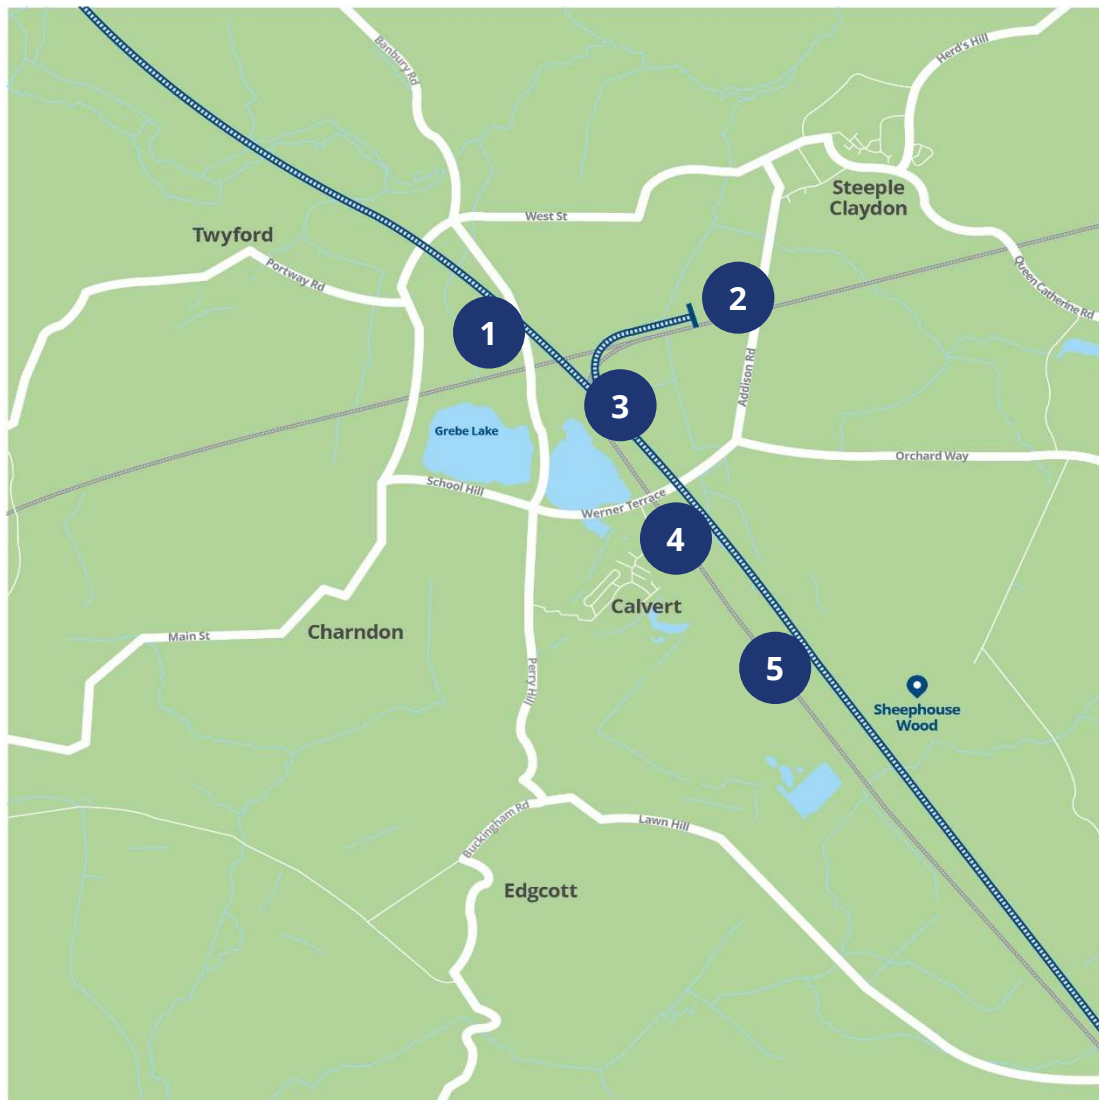 Banbury Rd
Herd's Hill
Steeple
Claydon
West St
Twyford
Portway Rd
Queen Catherine Rd
2
1
Addison Rd
3
Grebe Lake
Orchard Way
School Hill
Werner Terrace
4
Calvert
Charndon
Main St
5
Perry Hill
Sheephouse
Wood
Buckingham Rd
Lawn Hill
Edgcott